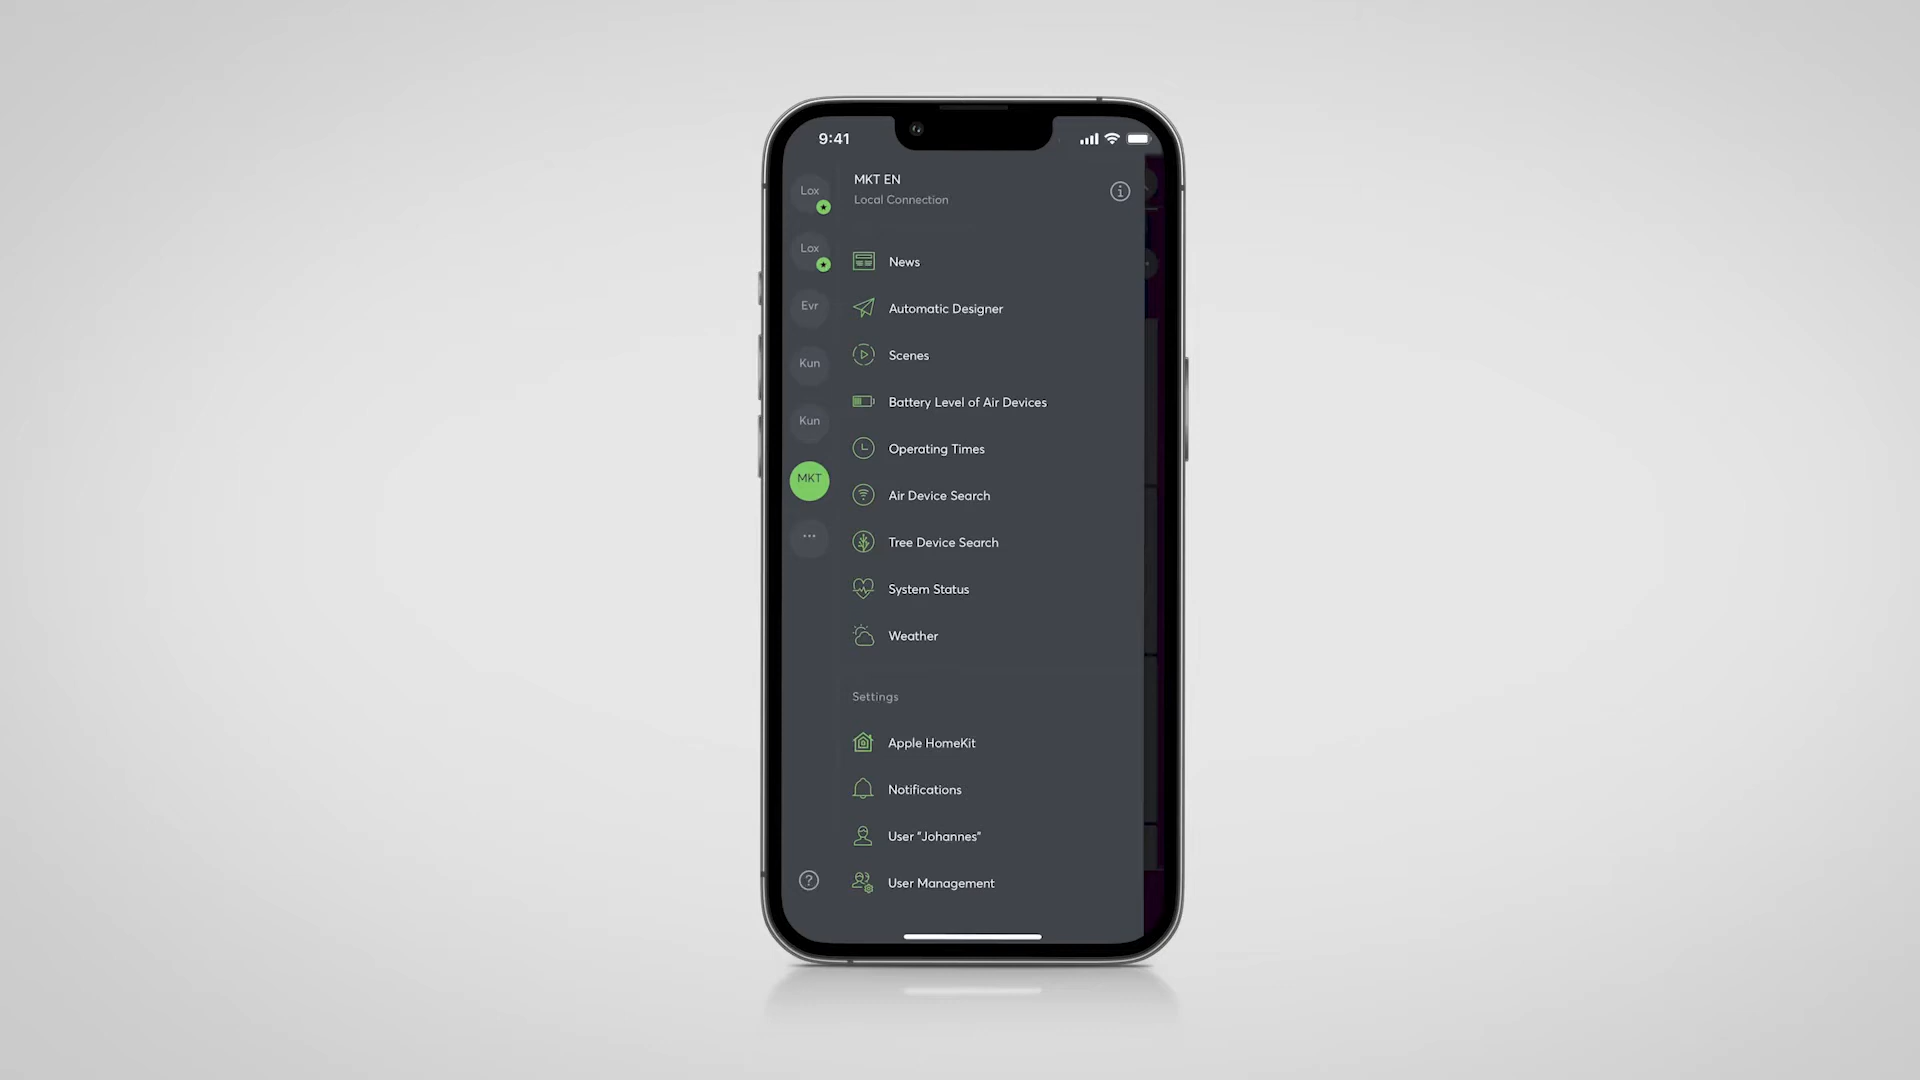 9:41
MKT EN
Local Connection
Lox
Lox
Evr
Kun
Kun
MKT
...
News
Automatic Designer
Scenes
Battery Level of Air Devices
Operating Times
Air Device Search
Tree Device Search
System Status
Weather
Settings
Apple HomeKit
Notifications
User "Johannes"
User Management
?